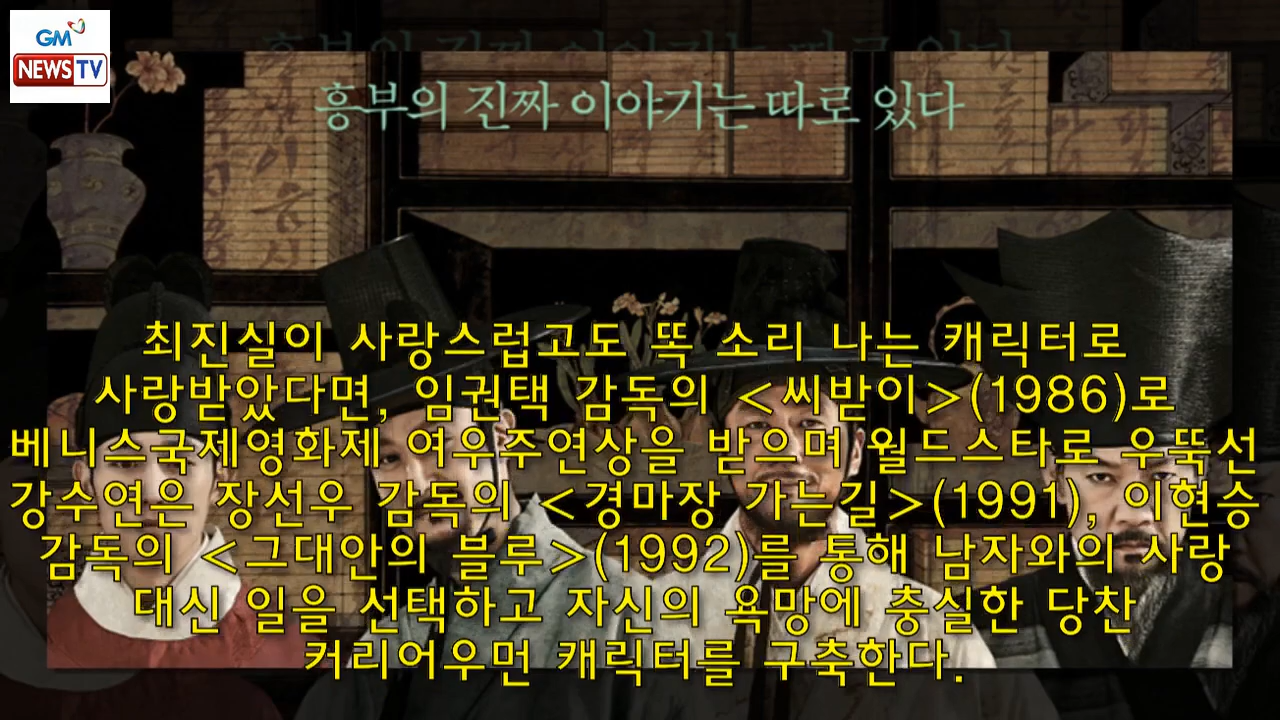 GM
NEWS TV
흥부의 진짜 이야기는 따로 있다
최진실이 사랑스럽고도 똑 소리 나는 캐릭터로
사랑받았다면, 임권택 감독의 <씨받이>(1986)로
베니스국제영화제 여우주연상을 받으며 월드스타로 우뚝선
강수연은 장선우 감독의 <경마장 가는길>(1991), 이현승
감독의 <그대안의 블루>(1992)를 통해 남자와의 사랑
대신 일을 선택하고 자신의 욕망에 충실한 당찬
커리어우먼 캐릭터를 구축한다.